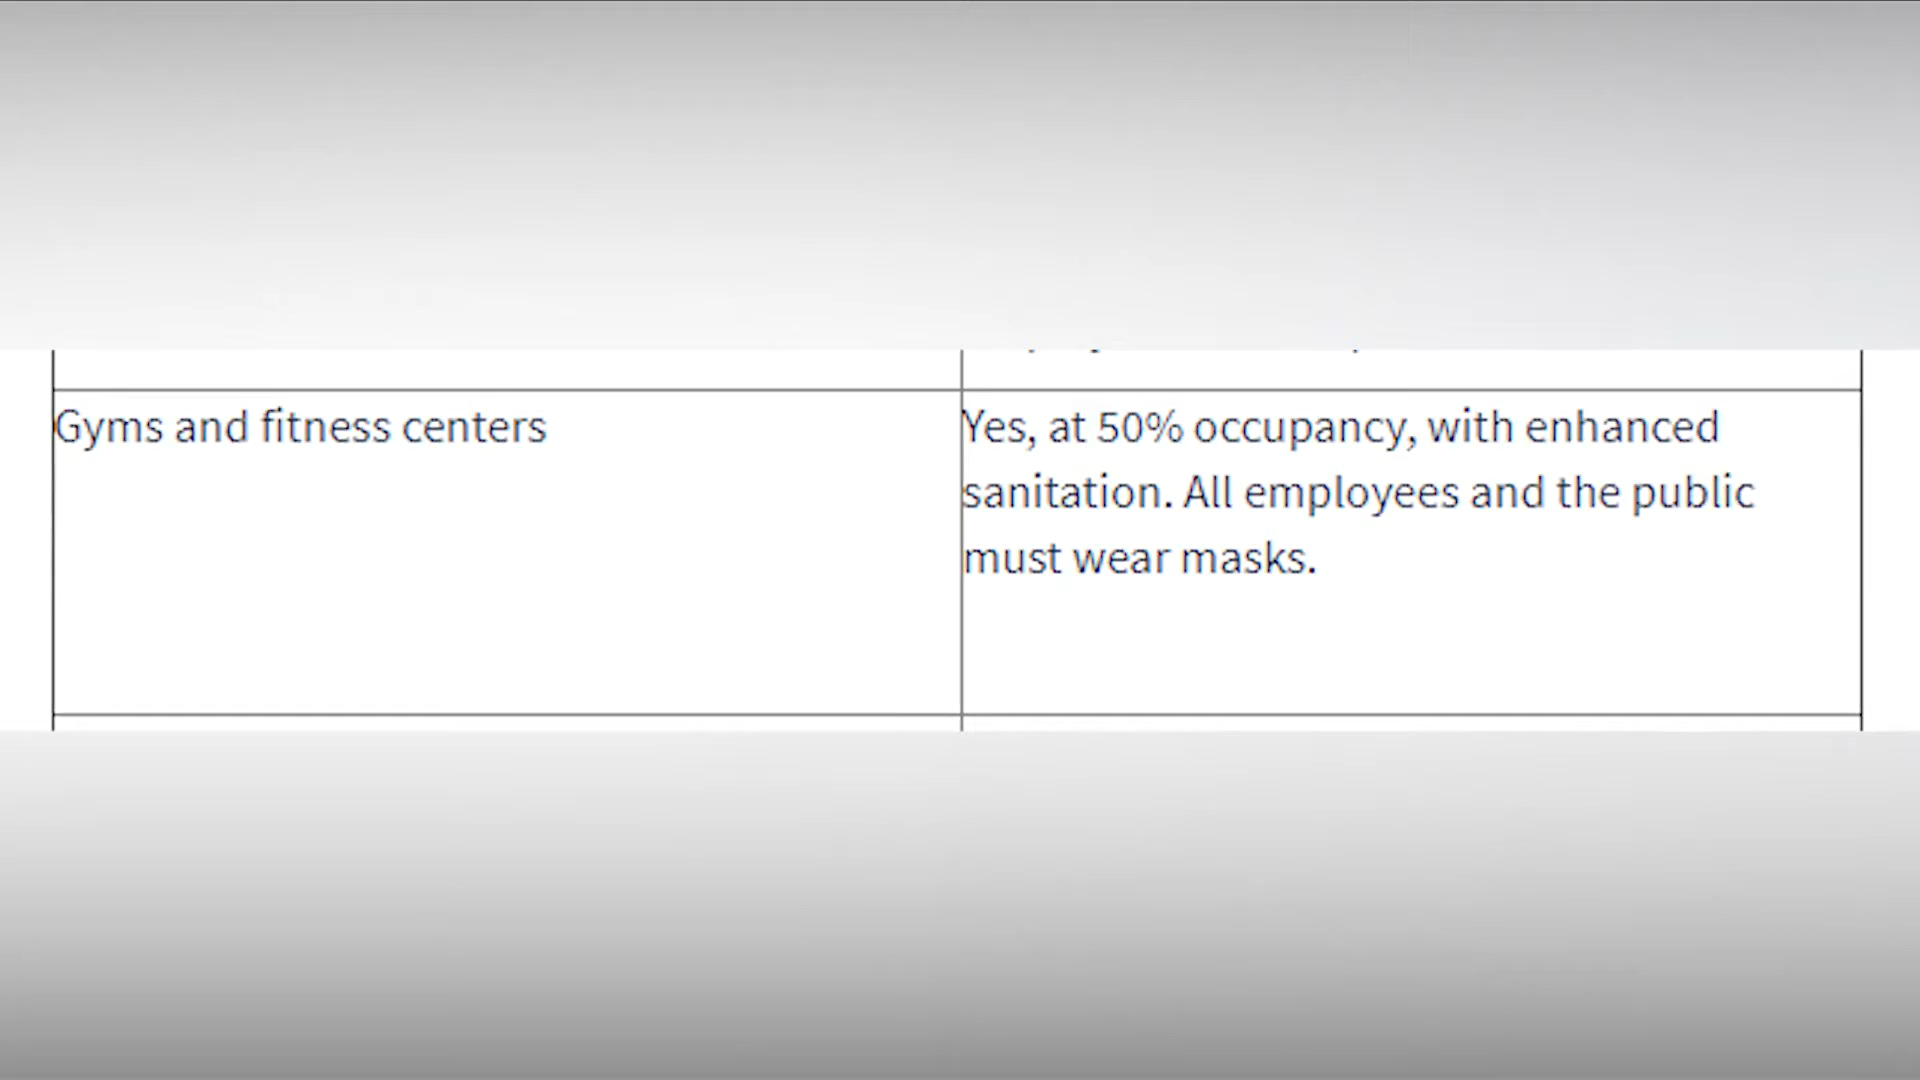 Gyms and fitness centers
Yes, at 50% occupancy, with enhanced
sanitation. All employees and the public
must wear masks.